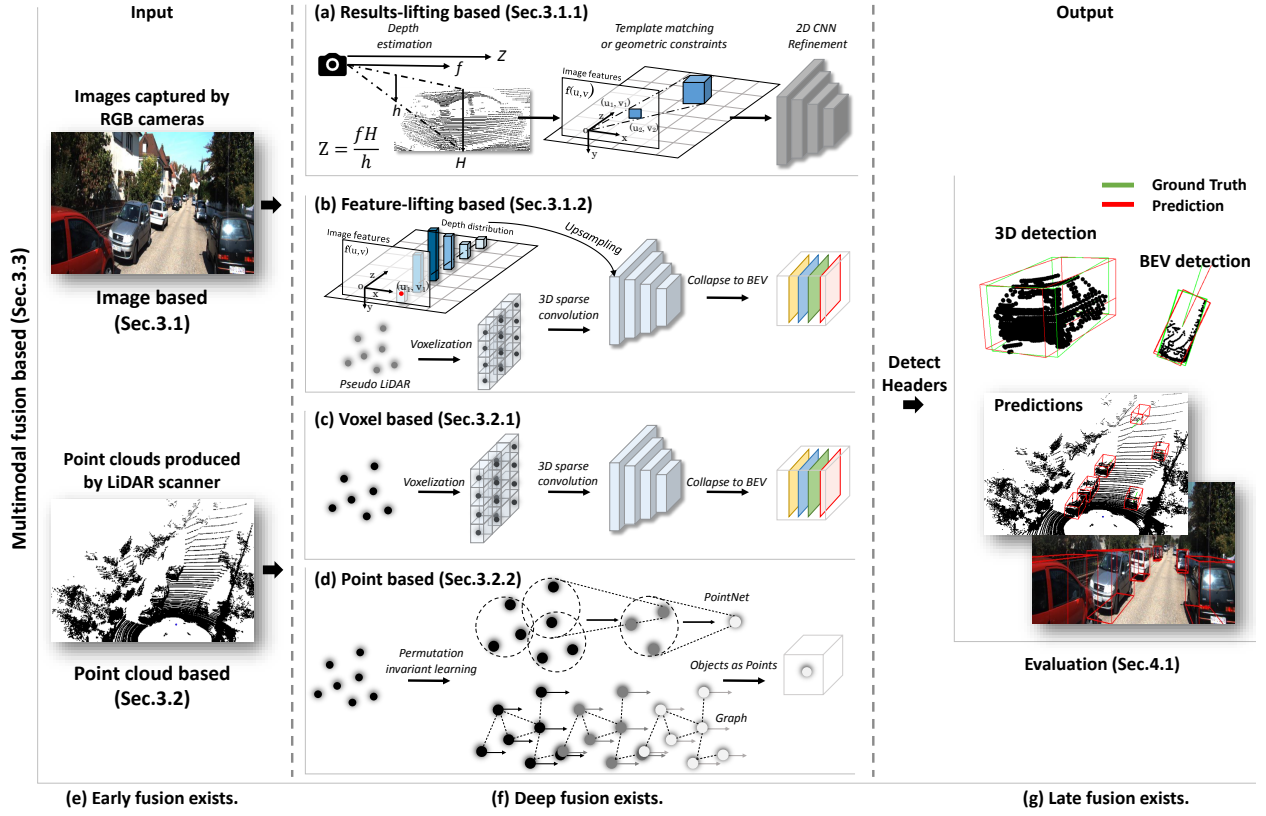 Input
Output
Multimodal fusion based (Sec.3.3)
Images captured by
RGB cameras
Image based
(Sec.3.1)
Point clouds produced
by LiDAR scanner
Point cloud based
(Sec.3.2)
(a) Results-lifting based (Sec.3.1.1)
Depth
estimation
Z
f
h
H
Z = fH
h
Template matching
or geometric constraints
Image features
f(u,v)
(u₁, v₁)
z
o
x
(u₂, v₂)
y
2D CNN
Refinement
(b) Feature-lifting based (Sec.3.1.2)
Depth distribution
Image features
f(u,v)
z
o
x
(u₁, v₁)
y
Upsampling
Pseudo LiDAR
Voxelization
3D sparse
convolution
Collapse to BEV
(c) Voxel based (Sec.3.2.1)
Voxelization
3D sparse
convolution
Collapse to BEV
(d) Point based (Sec.3.2.2)
PointNet
Permutation
invariant learning
Objects as Points
Graph
Detect
Headers
Ground Truth
Prediction
3D detection
BEV detection
Predictions
Evaluation (Sec.4.1)
(e) Early fusion exists.
(f) Deep fusion exists.
(g) Late fusion exists.